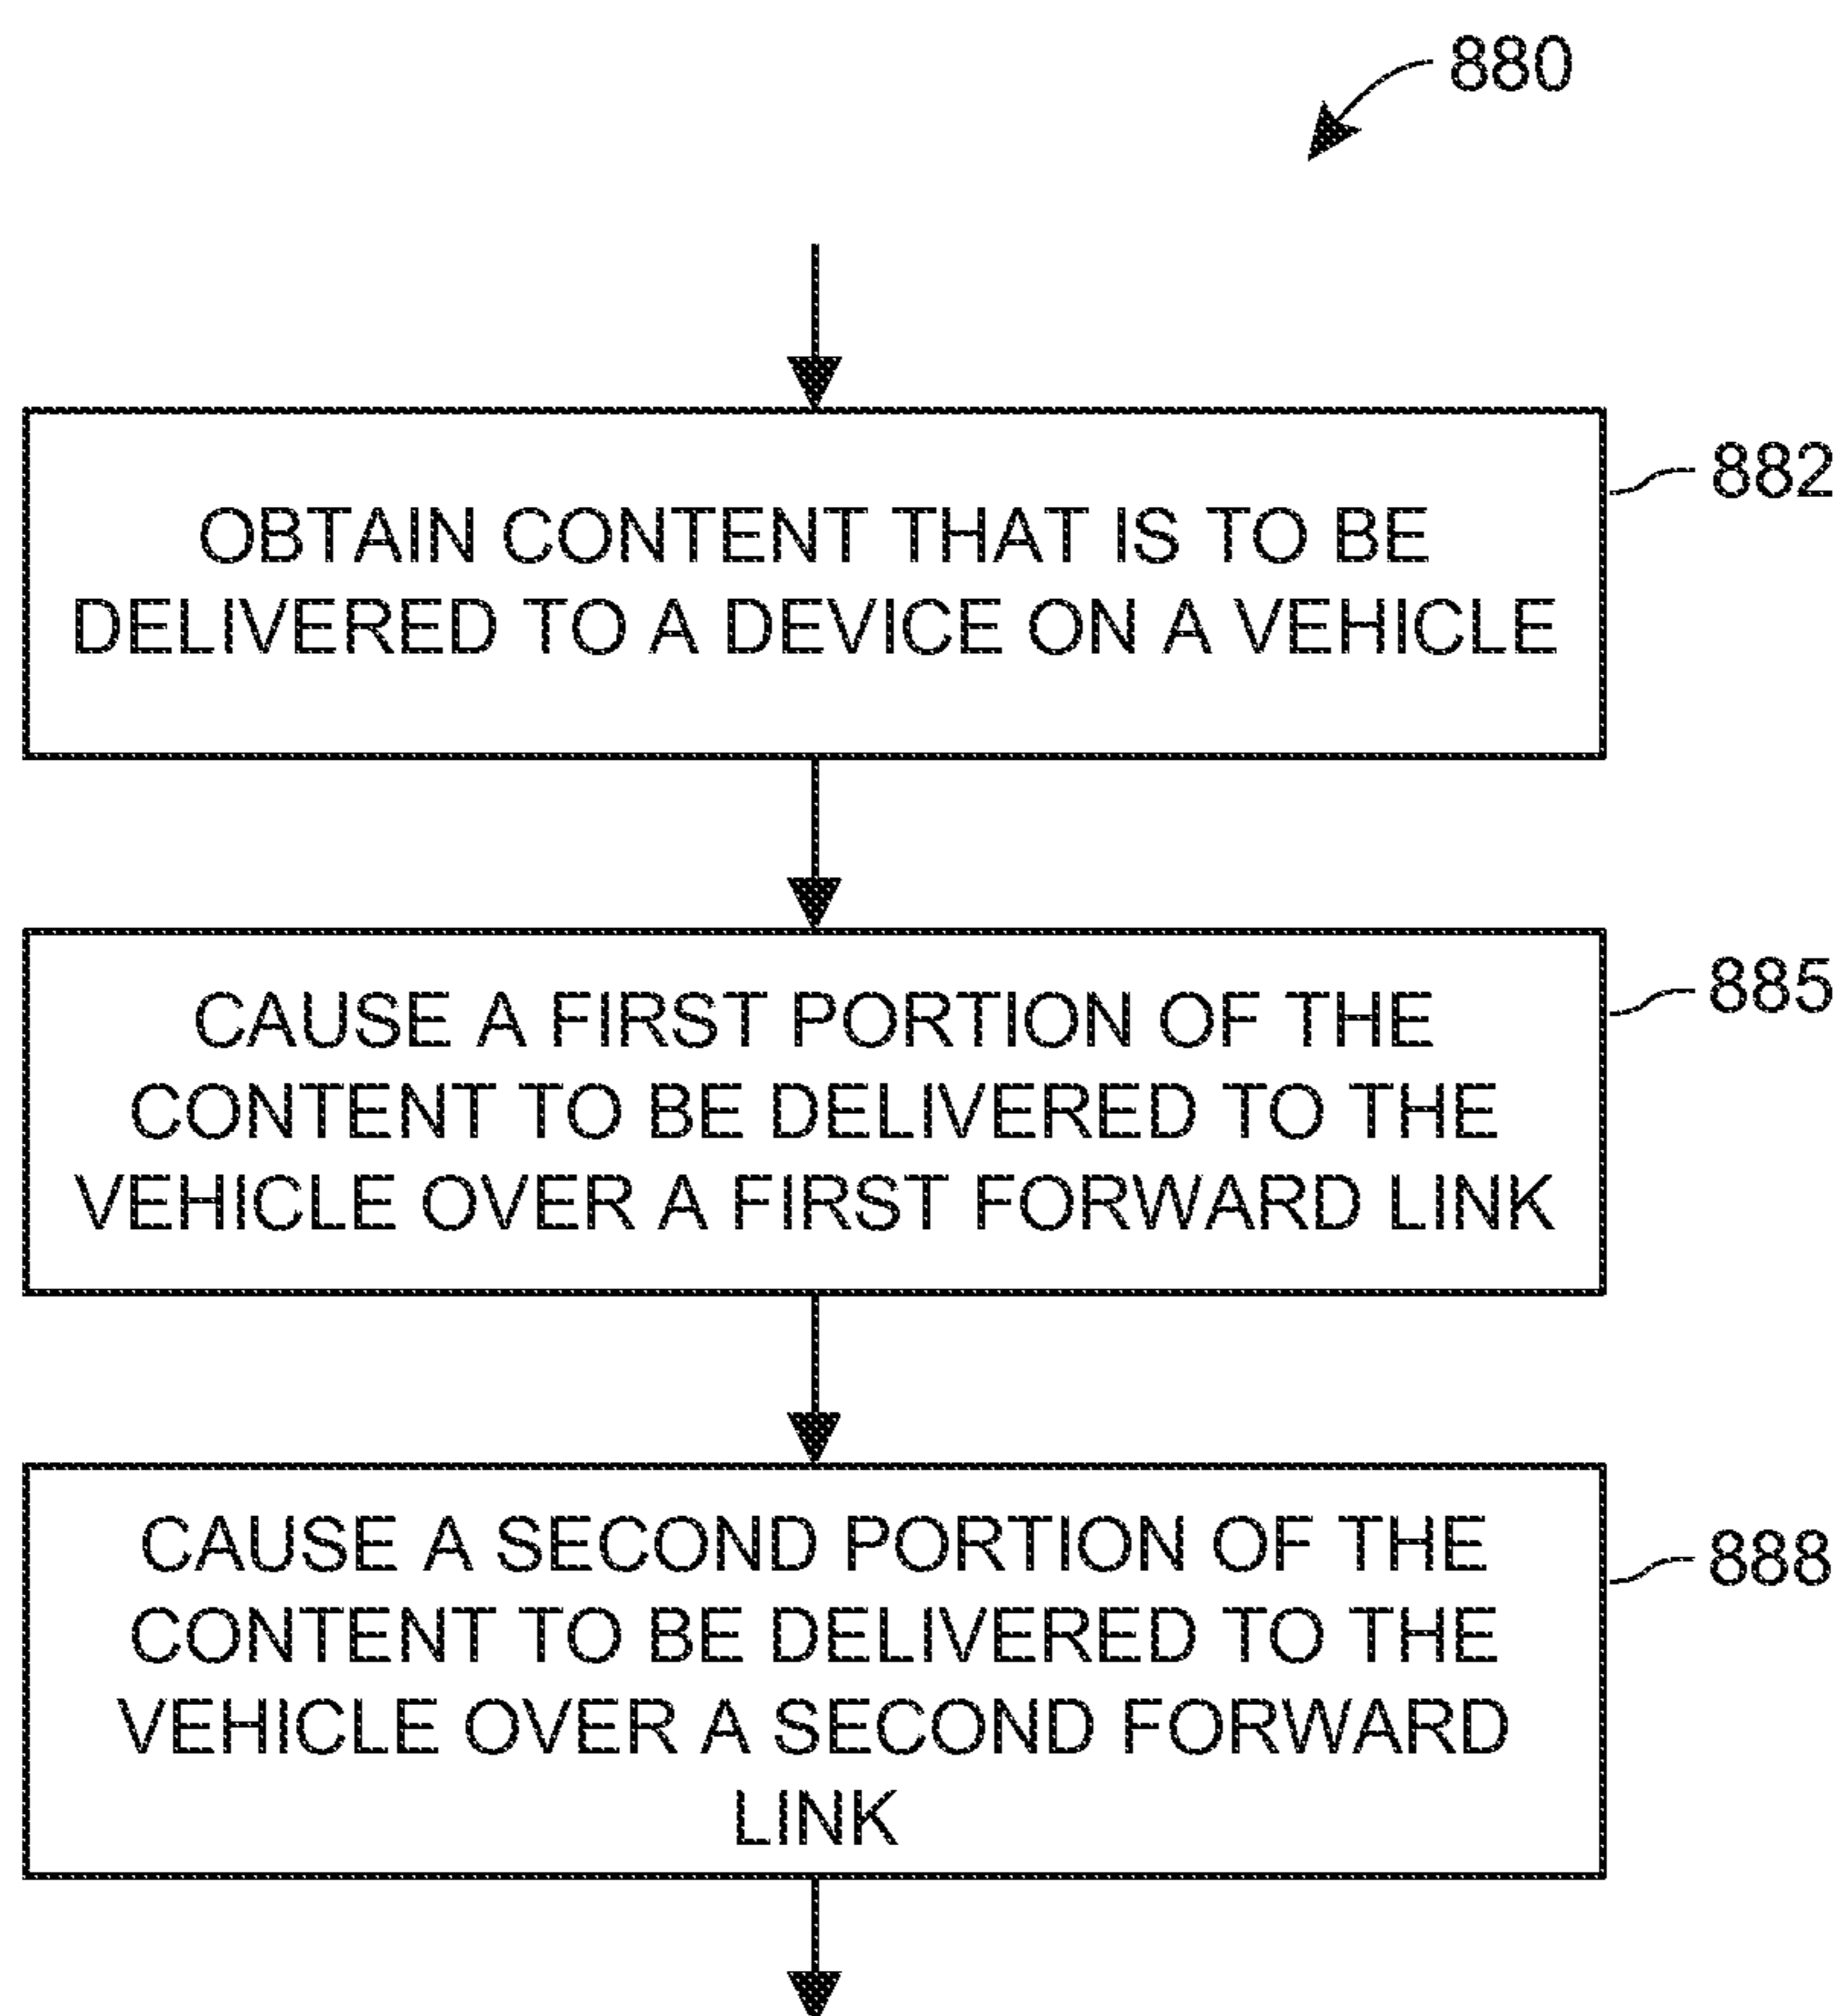 880
OBTAIN CONTENT THAT IS TO BE
DELIVERED TO A DEVICE ON A VEHICLE
882
CAUSE A FIRST PORTION OF THE
CONTENT TO BE DELIVERED TO THE
VEHICLE OVER A FIRST FORWARD LINK
885
CAUSE A SECOND PORTION OF THE
CONTENT TO BE DELIVERED TO THE
VEHICLE OVER A SECOND FORWARD
LINK
888